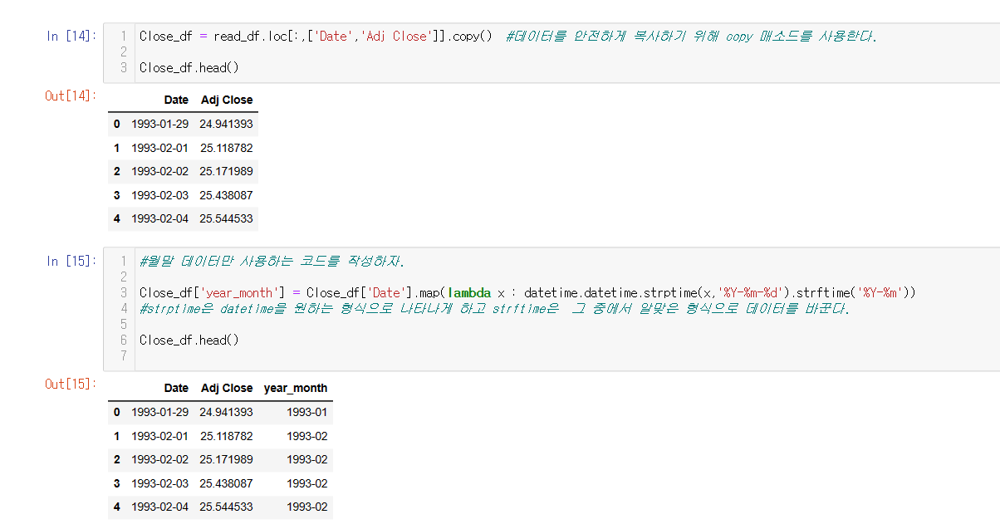 In [14]:
1 Close_df = read_df.loc[:,['Date','Adj Close']].copy()  #데이터를 안전하게 복사하기 위해 copy 매소드를 사용한다.
2
3 Close_df.head()
Out[14]:
Date Adj Close
0 1993-01-29 24.941393
1 1993-02-01 25.118782
2 1993-02-02 25.171989
3 1993-02-03 25.438087
4 1993-02-04 25.544533
In [15]:
1 #월말 데이터만 사용하는 코드를 작성하자.
2
3 Close_df['year_month'] = Close_df['Date'].map(lambda x : datetime.datetime.strptime(x,'%Y-%m-%d').strftime('%Y-%m'))
4 #strptime은 datetime을 원하는 형식으로 나타나게 하고 strftime은  그 중에서 알맞은 형식으로 데이터를 바꾼다.
5
6 Close_df.head()
7
Out[15]:
Date Adj Close year_month
0 1993-01-29 24.941393 1993-01
1 1993-02-01 25.118782 1993-02
2 1993-02-02 25.171989 1993-02
3 1993-02-03 25.438087 1993-02
4 1993-02-04 25.544533 1993-02